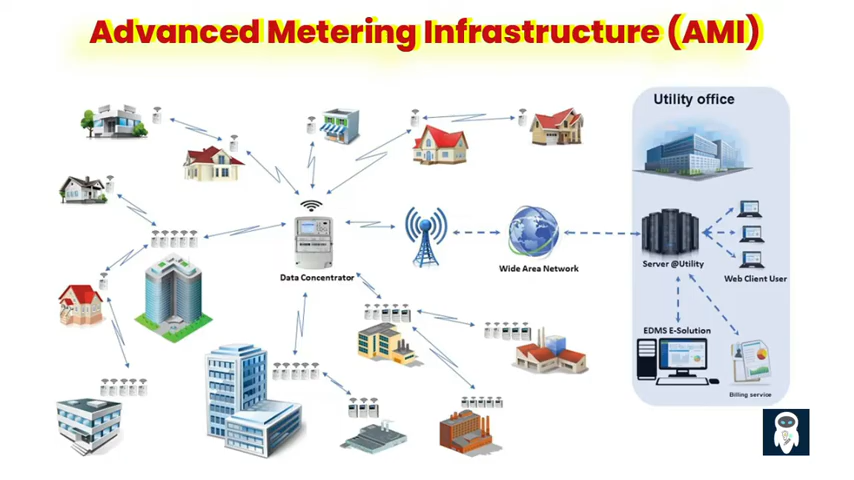 Advanced Metering Infrastructure (AMI)
Utility office
Data Concentrator
Wide Area Network
Server @Utility
Web Client User
EDMS E-Solution
Billing service